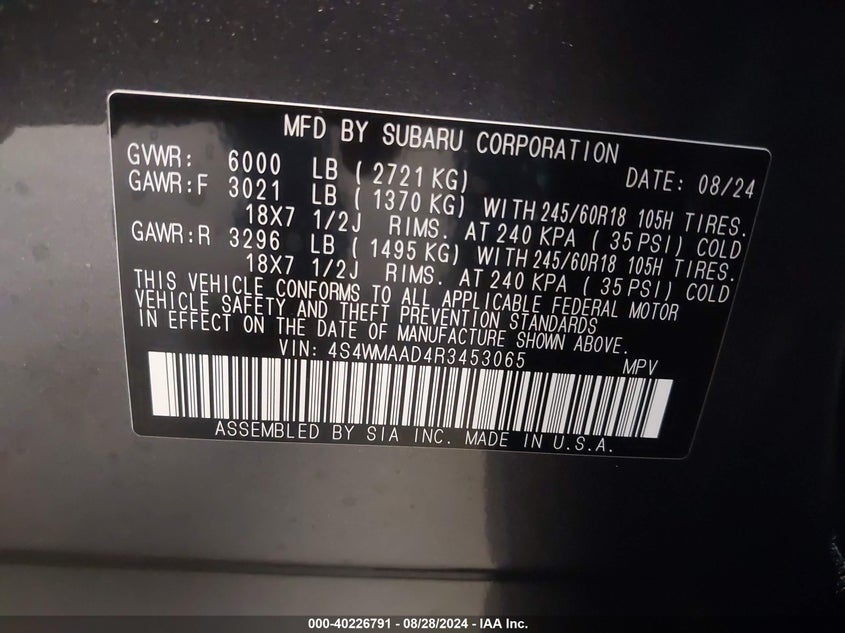 MFD BY SUBARU CORPORATION
GVWR: 6000 LB ( 2721 KG) DATE: 08/24
GAWR:F 3021 LB ( 1370 KG) WITH 245/60R18 105H TIRES.
18X7 1/2J RIMS. AT 240 KPA ( 35 PSI) COLD
GAWR:R 3296 LB ( 1495 KG) WITH 245/60R18 105H TIRES.
18X7 1/2J RIMS. AT 240 KPA ( 35 PSI) COLD
THIS VEHICLE CONFORMS TO ALL APPLICABLE FEDERAL MOTOR
VEHICLE SAFETY AND THEFT PREVENTION STANDARDS
IN EFFECT ON THE DATE OF MANUFACTURE SHOWN ABOVE.
VIN: 4S4WMAAD4R3453065 MPV
ASSEMBLED BY SIA INC. MADE IN U.S.A.
000-40226791 - 08/28/2024 - IAA Inc.